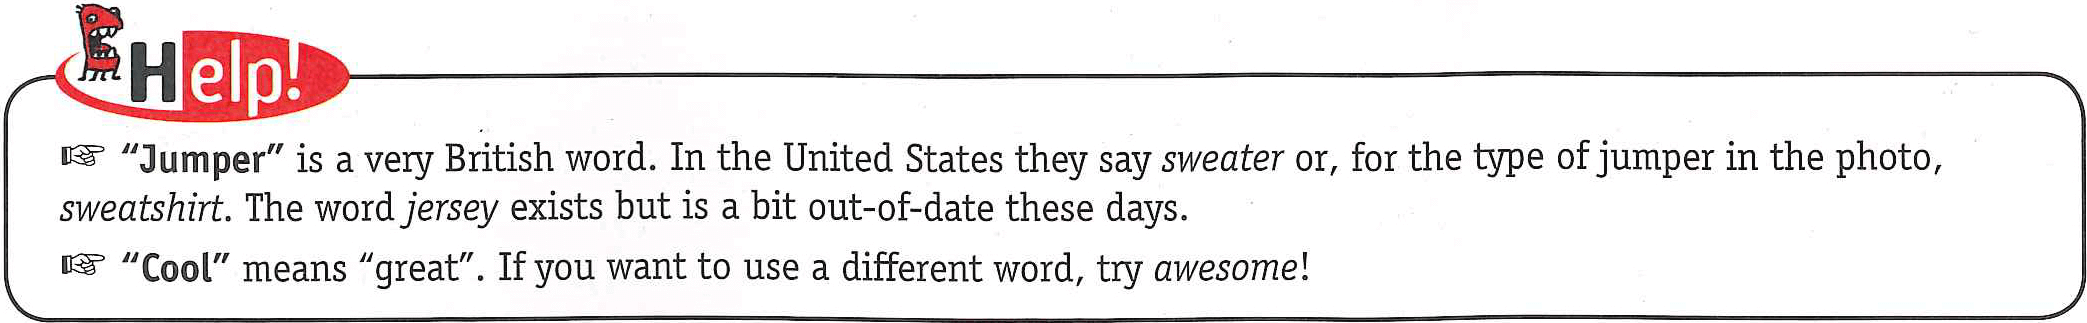 Help!
☞ “Jumper” is a very British word. In the United States they say sweater or, for the type of jumper in the photo,
sweatshirt. The word jersey exists but is a bit out-of-date these days.
☞ “Cool” means “great”. If you want to use a different word, try awesome!